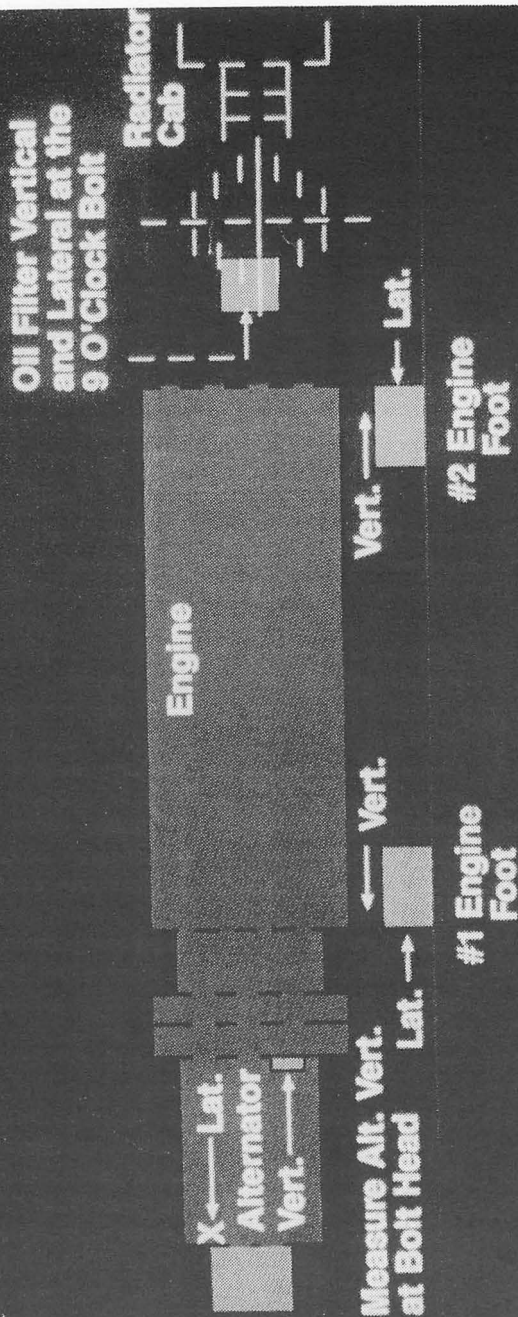 Oil Filter Vertical
and Lateral at the
9 O'Clock Bolt
Radiator
Cab
Engine
X Lat.
Alternator
Vert.
Measure Alt. Vert.
at Bolt Head
Vert.
Lat.
#1 Engine
Foot
Vert.
Lat.
#2 Engine
Foot